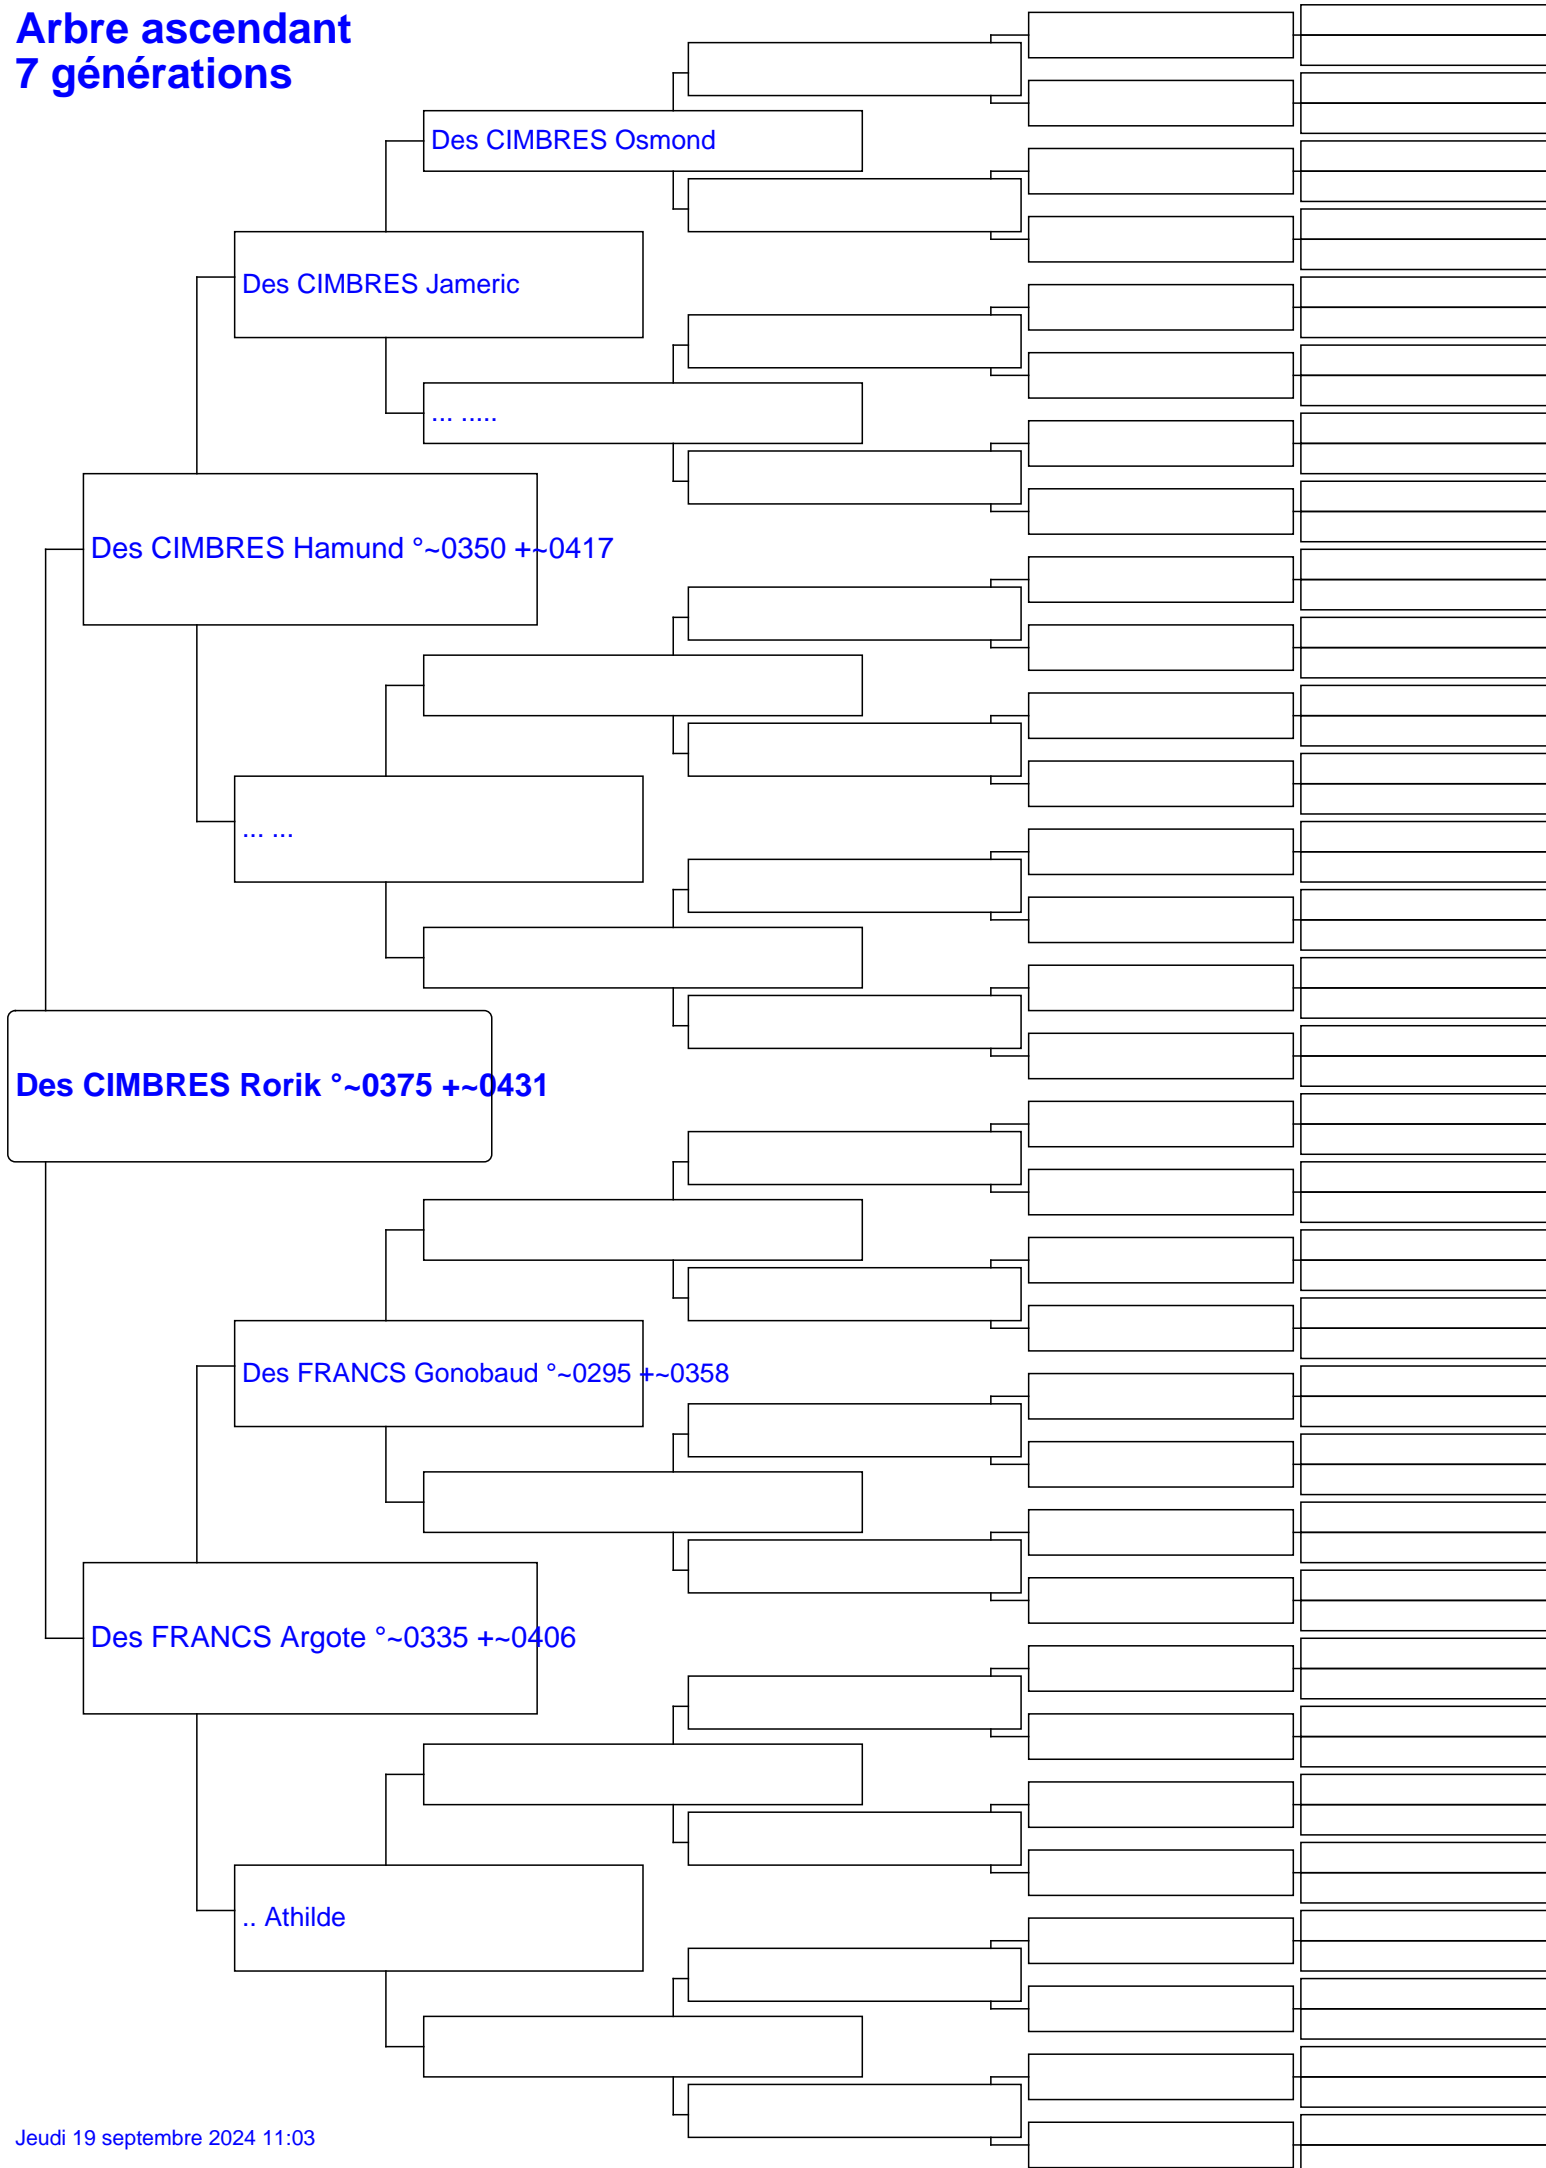 Arbre ascendant
7 générations
Des CIMBRES Osmond
Des CIMBRES Jameric
... .....
Des CIMBRES Hamund °~0350 +~0417
... ...
Des CIMBRES Rorik °~0375 +~0431
Des FRANCS Gonobaud °~0295 +~0358
Des FRANCS Argote °~0335 +~0406
.. Athilde
Jeudi 19 septembre 2024 11:03